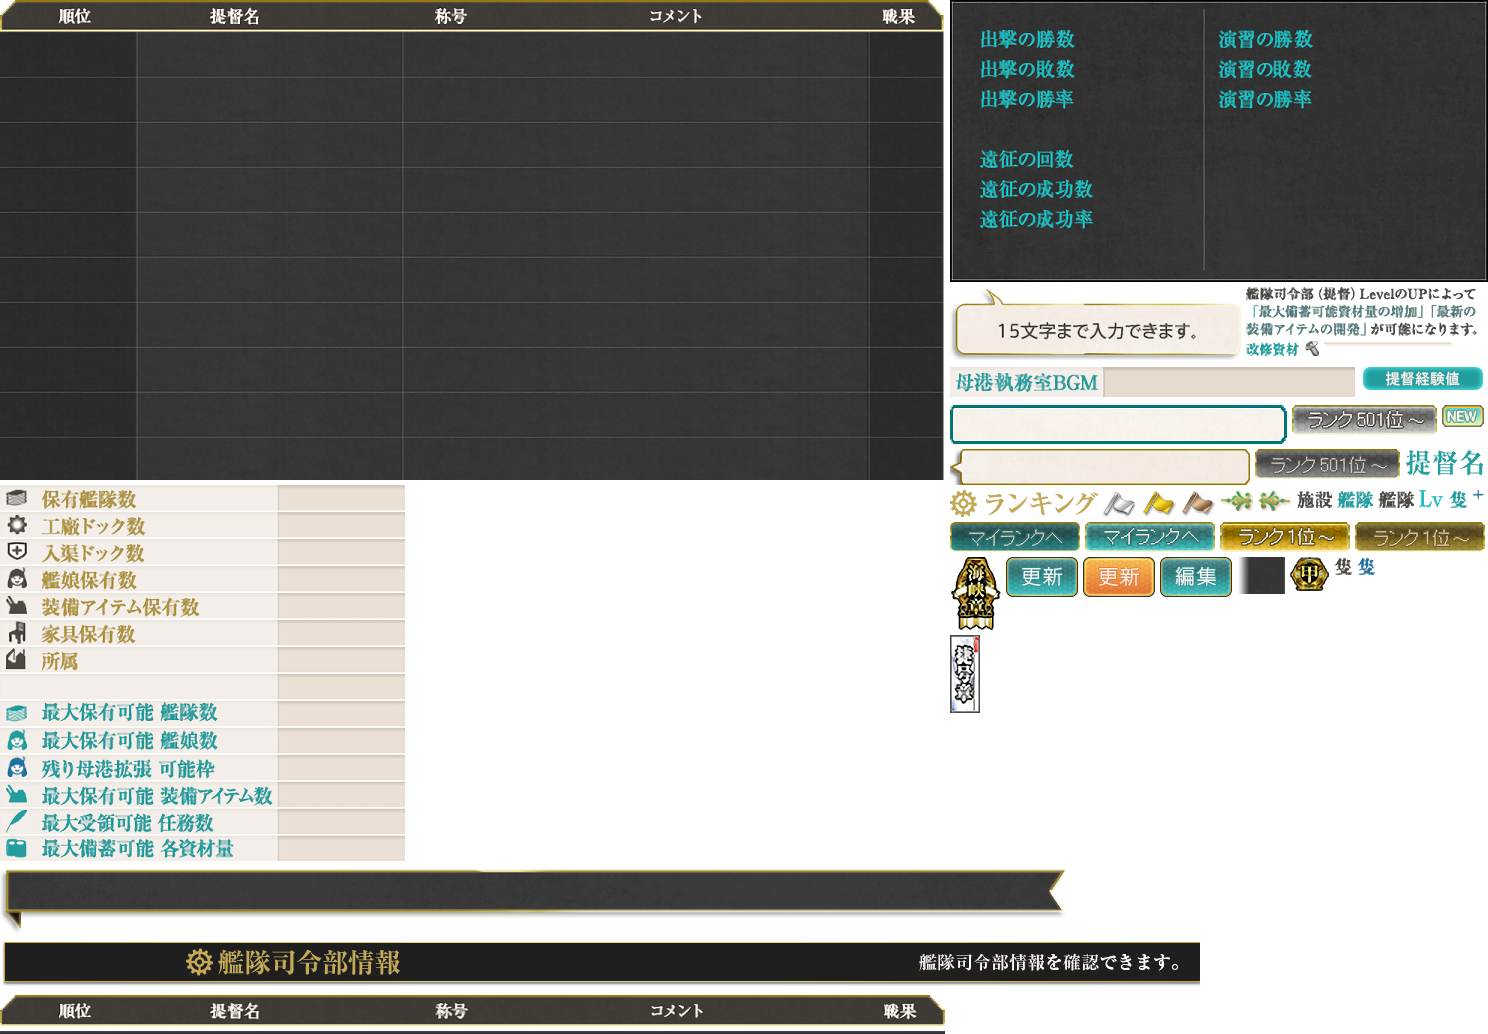 順位 提督名 称号 コメント 戦果
出撃の勝数 演習の勝数
出撃の敗数 演習の敗数
出撃の勝率 演習の勝率
遠征の回数
遠征の成功数
遠征の成功率
15文字まで入力できます。
艦隊司令部(提督)LevelのUPによって
「最大備蓄可能資材量の増加」「最新の
装備アイテムの開発」が可能になります。
改修資材
母港執務室BGM
提督経験値
ランク501位～
NEW
ランク501位～
提督名
ランキング
施設 艦隊 艦隊 Lv 隻 +
マイランクへ マイランクへ ランク1位～ ランク1位～
更新 更新 編集
甲
隻 隻
保有艦隊数
工廠ドック数
入渠ドック数
艦娘保有数
装備アイテム保有数
家具保有数
所属
最大保有可能 艦隊数
最大保有可能 艦娘数
残り母港拡張 可能枠
最大保有可能 装備アイテム数
最大受領可能 任務数
最大備蓄可能 各資材量
艦隊司令部情報
艦隊司令部情報を確認できます。
順位 提督名 称号 コメント 戦果